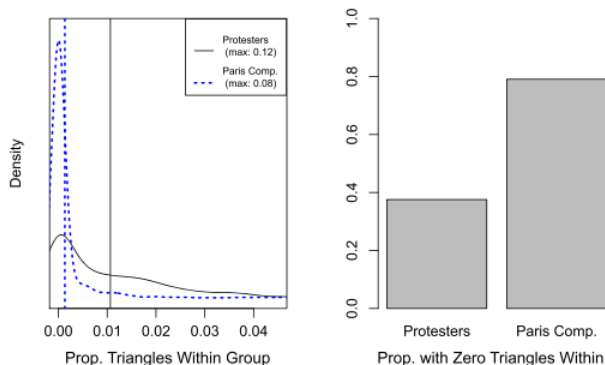 Protesters
(max: 0.12)
Paris Comp.
(max: 0.08)
Density
0.00 0.01 0.02 0.03 0.04
Prop. Triangles Within Group
1.0
0.8
0.6
0.4
0.2
0.0
Protesters Paris Comp.
Prop. with Zero Triangles Within